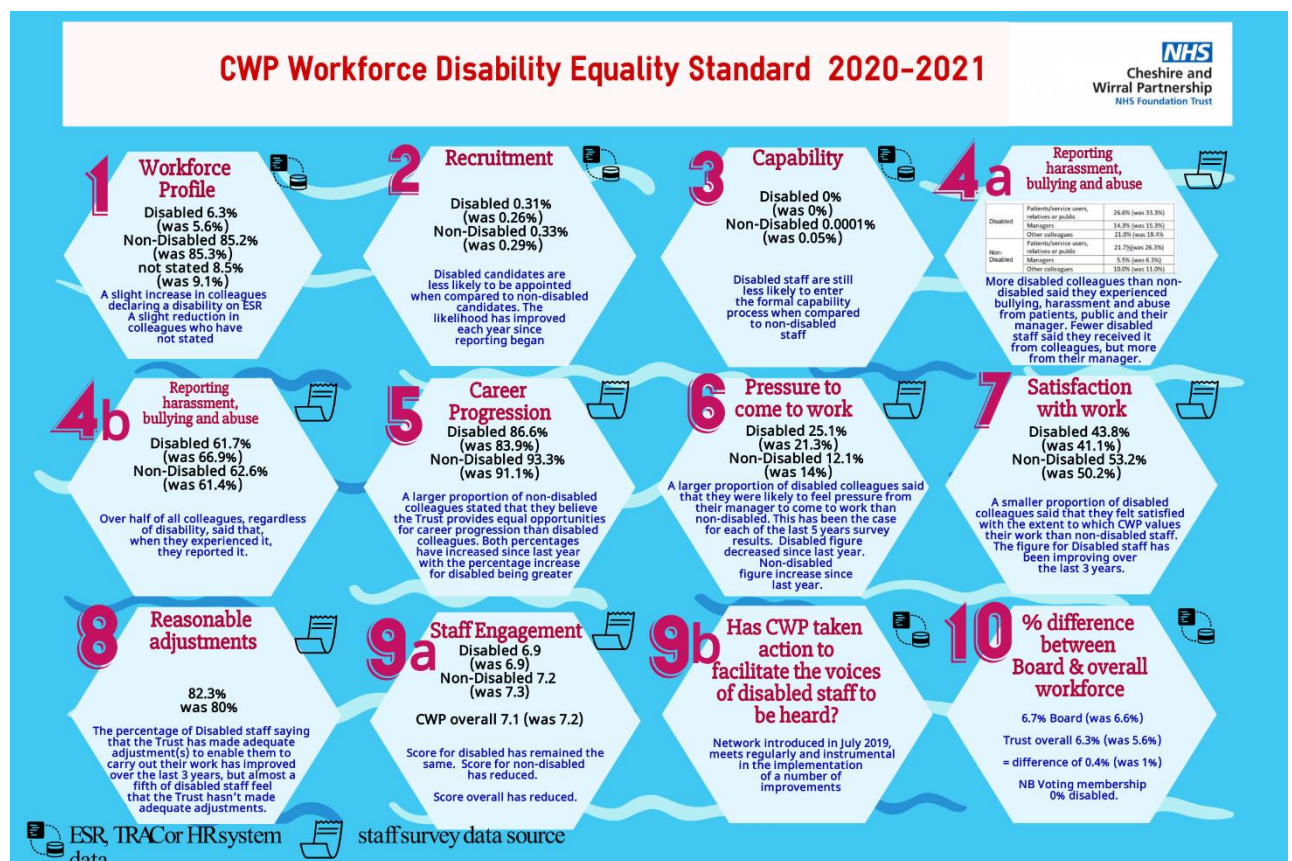 CWP Workforce Disability Equality Standard 2020-2021
NHS
Cheshire and
Wirral Partnership
NHS Foundation Trust
1
Workforce
Profile
Disabled 6.3%
(was 5.6%)
Non-Disabled 85.2%
(was 85.3%)
not stated 8.5%
(was 9.1%)
A slight increase in colleagues
declaring a disability on ESR
A slight reduction in
colleagues who have
not stated
2
Recruitment
Disabled 0.31%
(was 0.26%)
Non-Disabled 0.33%
(was 0.29%)
Disabled candidates are
less likely to be appointed
when compared to non-disabled
candidates. The
likelihood has improved
each year since
reporting began
3
Capability
Disabled 0%
(was 0%)
Non-Disabled 0.0001%
(was 0.05%)
Disabled staff are still
less likely to enter
the formal capability
process when compared
to non-disabled
staff
4a
Reporting
harassment,
bullying and abuse
Disabled
Patients/service users,
relatives or public
26.6% (was 33.3%)
Managers 14.3% (was 15.3%)
Other colleagues 21.0% (was 19.4%
Non-
Disabled
Patients/service users,
relatives or public
21.7%(was 26.3%)
Managers 5.5% (was 6.3%)
Other colleagues 10.0% (was 11.0%)
More disabled colleagues than non-
disabled said they experienced
bullying, harassment and abuse
from patients, public and their
manager. Fewer disabled
staff said they received it
from colleagues, but more
from their manager.
4b
Reporting
harassment,
bullying and abuse
Disabled 61.7%
(was 66.9%)
Non-Disabled 62.6%
(was 61.4%)
Over half of all colleagues, regardless
of disability, said that,
when they experienced it,
they reported it.
5
Career
Progression
Disabled 86.6%
(was 83.9%)
Non-Disabled 93.3%
(was 91.1%)
A larger proportion of non-disabled
colleagues stated that they believe
the Trust provides equal opportunities
for career progression than disabled
colleagues. Both percentages
have increased since last year
with the percentage increase
for disabled being greater
6
Pressure to
come to work
Disabled 25.1%
(was 21.3%)
Non-Disabled 12.1%
(was 14%)
A larger proportion of disabled colleagues said
that they were likely to feel pressure from
their manager to come to work than
non-disabled. This has been the case
for each of the last 5 years survey
results. Disabled figure
decreased since last year.
Non-disabled
figure increase since
last year.
7
Satisfaction
with work
Disabled 43.8%
(was 41.1%)
Non-Disabled 53.2%
(was 50.2%)
A smaller proportion of disabled
colleagues said that they felt satisfied
with the extent to which CWP values
their work than non-disabled staff.
The figure for Disabled staff has
been improving over
the last 3 years.
8
Reasonable
adjustments
82.3%
was 80%
The percentage of Disabled staff saying
that the Trust has made adequate
adjustment(s) to enable them to
carry out their work has improved
over the last 3 years, but almost a
fifth of disabled staff feel
that the Trust hasn't made
adequate adjustments.
9a
Staff Engagement
Disabled 6.9
(was 6.9)
Non-Disabled 7.2
(was 7.3)
CWP overall 7.1 (was 7.2)
Score for disabled has remained the
same. Score for non-disabled
has reduced.
Score overall has reduced.
9b
Has CWP taken
action to
facilitate the voices
of disabled staff to
be heard?
Network introduced in July 2019,
meets regularly and instrumental
in the implementation
of a number of
improvements
10
% difference
between
Board & overall
workforce
6.7% Board (was 6.6%)
Trust overall 6.3% (was 5.6%)
= difference of 0.4% (was 1%)
NB Voting membership
0% disabled.
ESR, TRACor HRsystem
data
staff survey data source